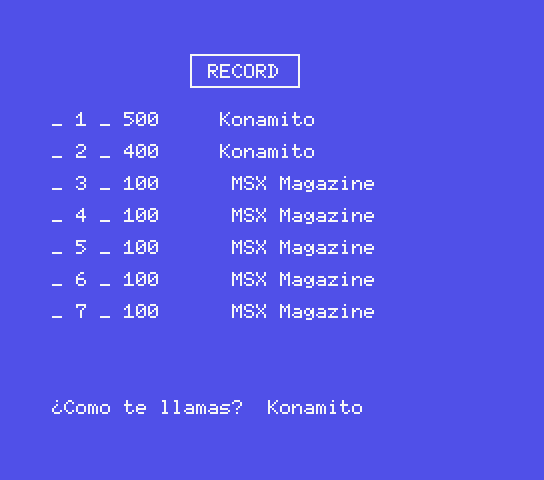 RECORD
_ 1 _ 500 Konamito
_ 2 _ 400 Konamito
_ 3 _ 100 MSX Magazine
_ 4 _ 100 MSX Magazine
_ 5 _ 100 MSX Magazine
_ 6 _ 100 MSX Magazine
_ 7 _ 100 MSX Magazine
¿Como te llamas? Konamito